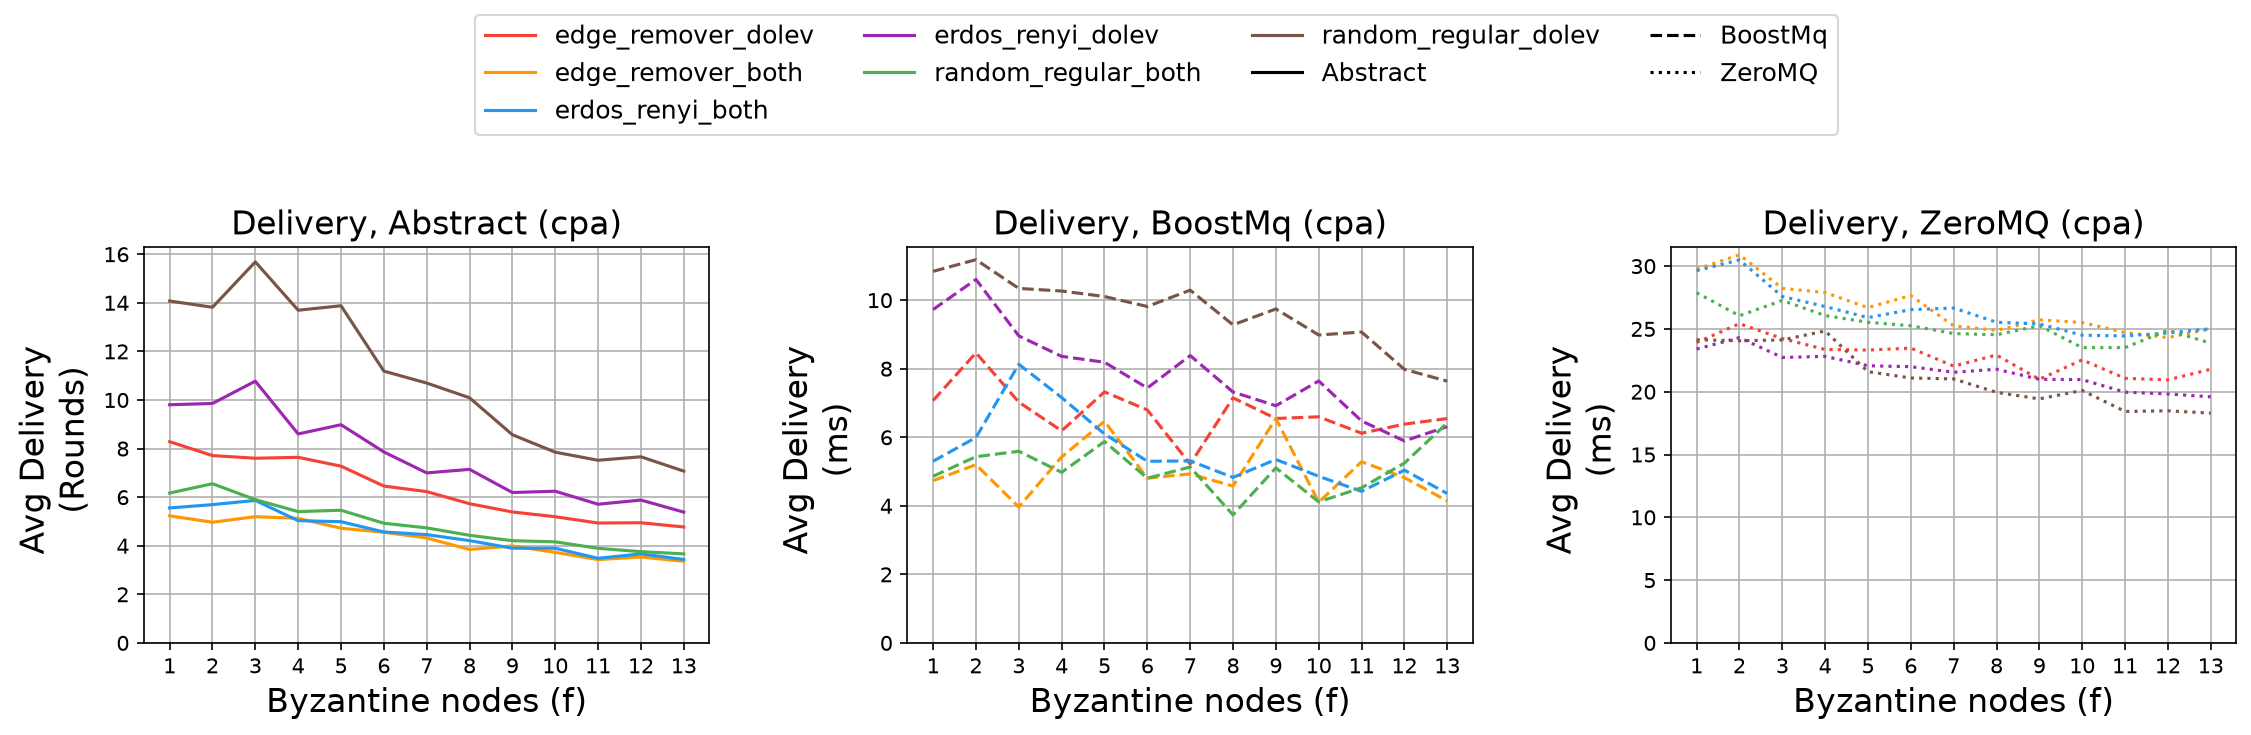 edge_remover_dolev
edge_remover_both
erdos_renyi_both
erdos_renyi_dolev
random_regular_both
random_regular_dolev
Abstract
BoostMq
ZeroMQ
Delivery, Abstract (cpa)
Avg Delivery
(Rounds)
16
14
12
10
8
6
4
2
0
1 2 3 4 5 6 7 8 9 10 11 12 13
Byzantine nodes (f)
Delivery, BoostMq (cpa)
Avg Delivery
(ms)
10
8
6
4
2
0
1 2 3 4 5 6 7 8 9 10 11 12 13
Byzantine nodes (f)
Delivery, ZeroMQ (cpa)
Avg Delivery
(ms)
30
25
20
15
10
5
0
1 2 3 4 5 6 7 8 9 10 11 12 13
Byzantine nodes (f)